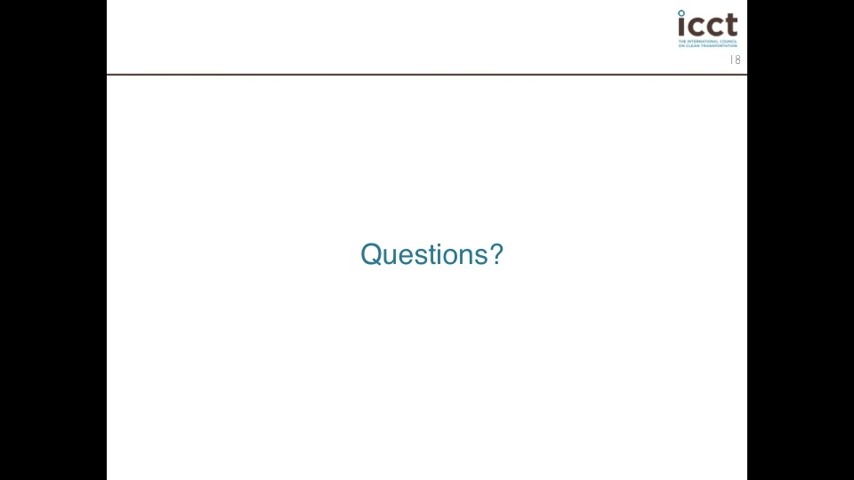 icct
THE INTERNATIONAL COUNCIL
ON CLEAN TRANSPORTATION
18
Questions?